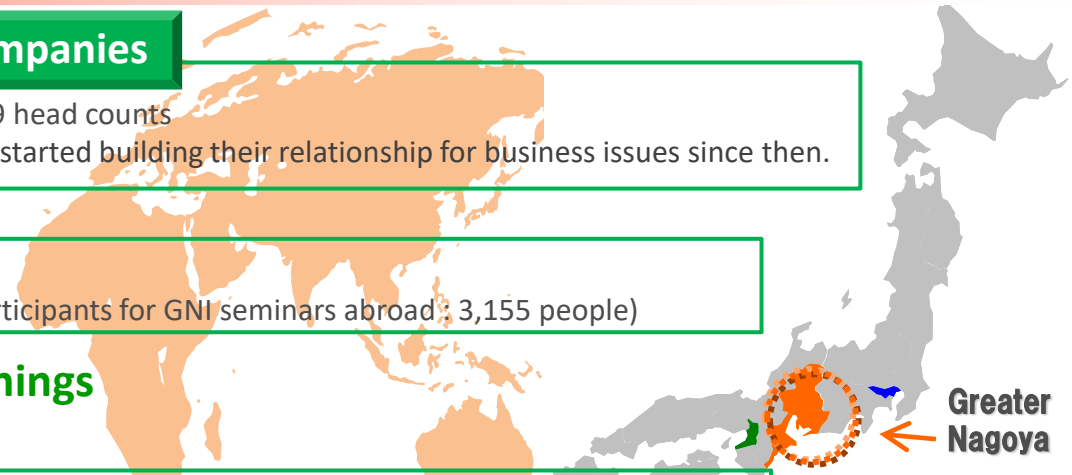 mpanies
9 head counts
started building their relationship for business issues since then.
rticipants for GNI seminars abroad : 3,155 people)
nings
Greater
Nagoya